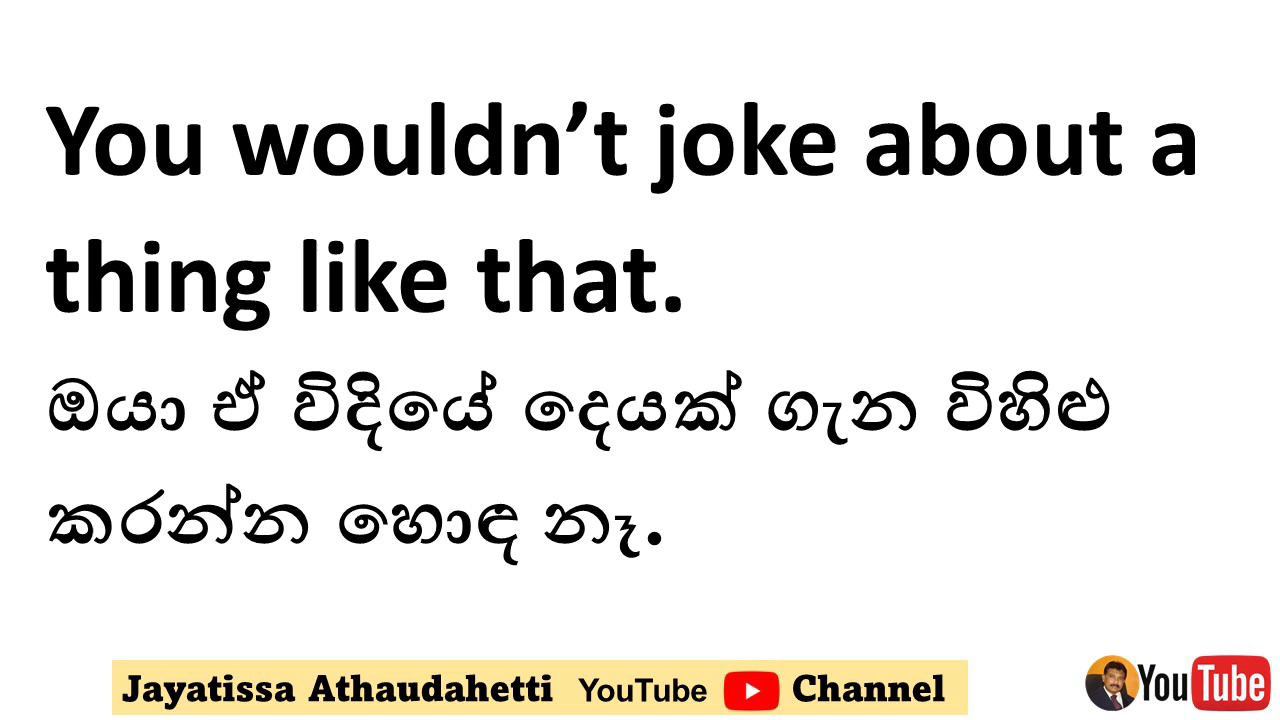 You wouldn’t joke about a
thing like that.
ඔයා ඒ විදියේ දෙයක් ගැන විහිළු
කරන්න හොඳ නෑ.
Jayatissa Athaudahetti YouTube Channel
YouTube